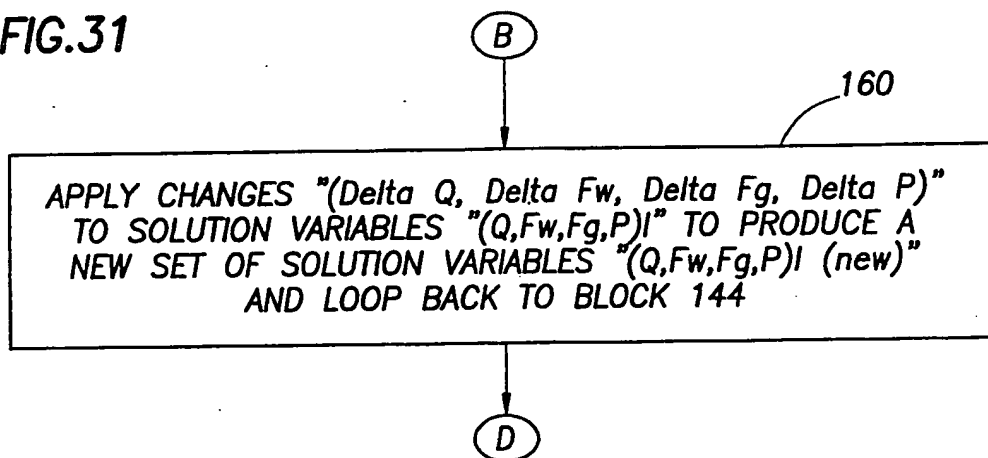 FIG.31
B
160
APPLY CHANGES "(Delta Q, Delta Fw, Delta Fg, Delta P)"
TO SOLUTION VARIABLES "(Q,Fw,Fg,P)I" TO PRODUCE A
NEW SET OF SOLUTION VARIABLES "(Q,Fw,Fg,P)I (new)"
AND LOOP BACK TO BLOCK 144
D